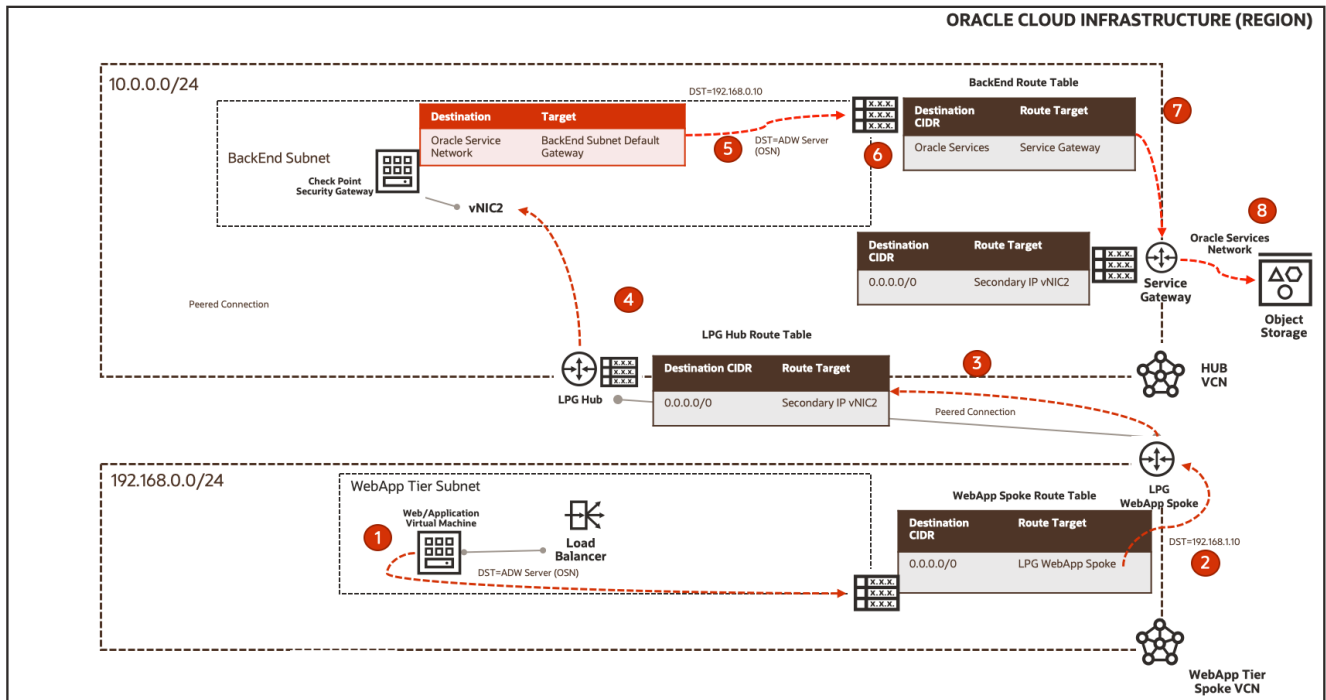 ORACLE CLOUD INFRASTRUCTURE (REGION)
10.0.0.0/24
BackEnd Subnet
Check Point
Security Gateway
vNIC2
Destination Target
Oracle Service BackEnd Subnet Default
Network Gateway
DST=192.168.0.10
5
DST=ADW Server
(OSN)
BackEnd Route Table
X.X.X.
X.X.X.
X.X.X.
6
Destination Route Target
CIDR
Oracle Services Service Gateway
7
8
Oracle Services
Network
Destination Route Target
CIDR
0.0.0.0/0 Secondary IP vNIC2
X.X.X.
X.X.X.
X.X.X.
Service
Gateway
Object
Storage
Peered Connection
4
LPG Hub Route Table
X.X.X.
X.X.X.
X.X.X.
LPG Hub
Destination CIDR Route Target
0.0.0.0/0 Secondary IP vNIC2
3
HUB
VCN
Peered Connection
192.168.0.0/24
WebApp Tier Subnet
Web/Application
Virtual Machine
1
Load
Balancer
DST=ADW Server (OSN)
X.X.X.
X.X.X.
X.X.X.
LPG
WebApp Spoke
WebApp Spoke Route Table
Destination Route Target
CIDR
0.0.0.0/0 LPG WebApp Spoke
DST=192.168.1.10
2
WebApp Tier
Spoke VCN